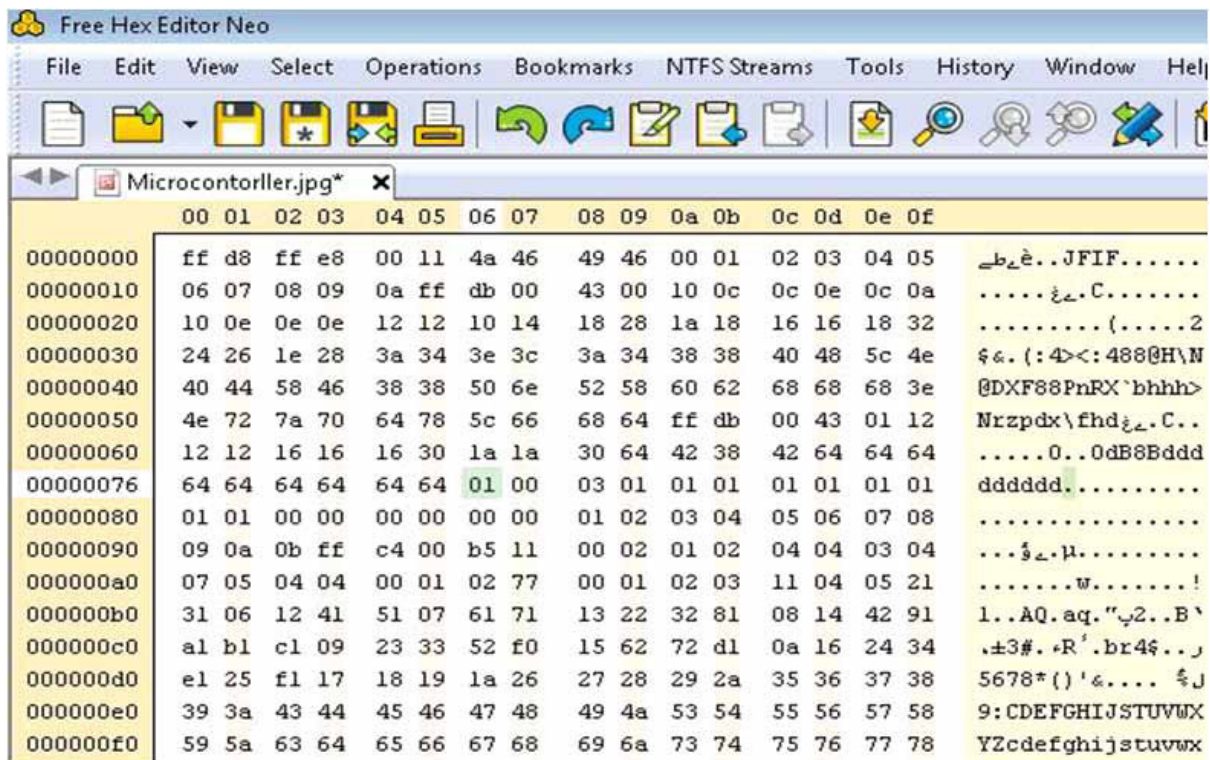 Free Hex Editor Neo
File Edit View Select Operations Bookmarks NTFS Streams Tools History Window Hel
Microcontorller.jpg*
00 01 02 03 04 05 06 07 08 09 0a 0b 0c 0d 0e 0f
00000000 ff d8 ff e8 00 11 4a 46 49 46 00 01 02 03 04 05 ےطےè..JFIF......
00000010 06 07 08 09 0a ff db 00 43 00 10 0c 0c 0e 0c 0a .....ےغ.C.......
00000020 10 0e 0e 0e 12 12 10 14 18 28 1a 18 16 16 18 32 .........(.....2
00000030 24 26 1e 28 3a 34 3e 3c 3a 34 38 38 40 48 5c 4e $&.(:4><:488@H\N
00000040 40 44 58 46 38 38 50 6e 52 58 60 62 68 68 68 3e @DXF88PnRX`bhhh>
00000050 4e 72 7a 70 64 78 5c 66 68 64 ff db 00 43 01 12 Nrzpdx\fhdےغ.C..
00000060 12 12 16 16 16 30 1a 1a 30 64 42 38 42 64 64 64 .....0..0dB8Bddd
00000076 64 64 64 64 64 64 01 00 03 01 01 01 01 01 01 01 dddddd..........
00000080 01 01 00 00 00 00 00 00 01 02 03 04 05 06 07 08 ................
00000090 09 0a 0b ff c4 00 b5 11 00 02 01 02 04 04 03 04 ...ےؤ.µ.........
000000a0 07 05 04 04 00 01 02 77 00 01 02 03 11 04 05 21 .......w.......!
000000b0 31 06 12 41 51 07 61 71 13 22 32 81 08 14 42 91 1..AQ.aq."پ2..B‘
000000c0 a1 b1 c1 09 23 33 52 f0 15 62 72 d1 0a 16 24 34 ،±3#.ءR ً.br4$..ر
000000d0 e1 25 f1 17 18 19 1a 26 27 28 29 2a 35 36 37 38 5678*()'&....
000000e0 39 3a 43 44 45 46 47 48 49 4a 53 54 55 56 57 58 9:CDEFGHIJSTUVWX
000000f0 59 5a 63 64 65 66 67 68 69 6a 73 74 75 76 77 78 YZcdefghijstuvwx